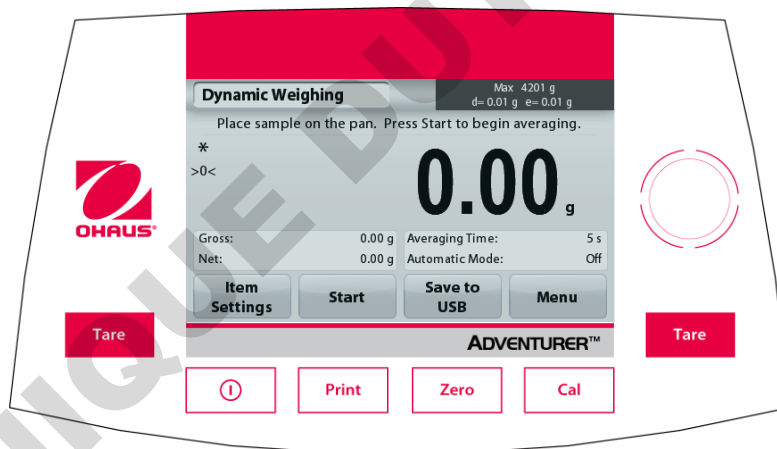 Dynamic Weighing
Max 4201 g
d= 0.01 g e= 0.01 g
Place sample on the pan. Press Start to begin averaging.
*
>0<
0.00 g
OHAUS
Gross: 0.00 g Averaging Time: 5 s
Net: 0.00 g Automatic Mode: Off
Item Settings
Start
Save to USB
Menu
Tare
ADVENTURER™
Tare
Print
Zero
Cal